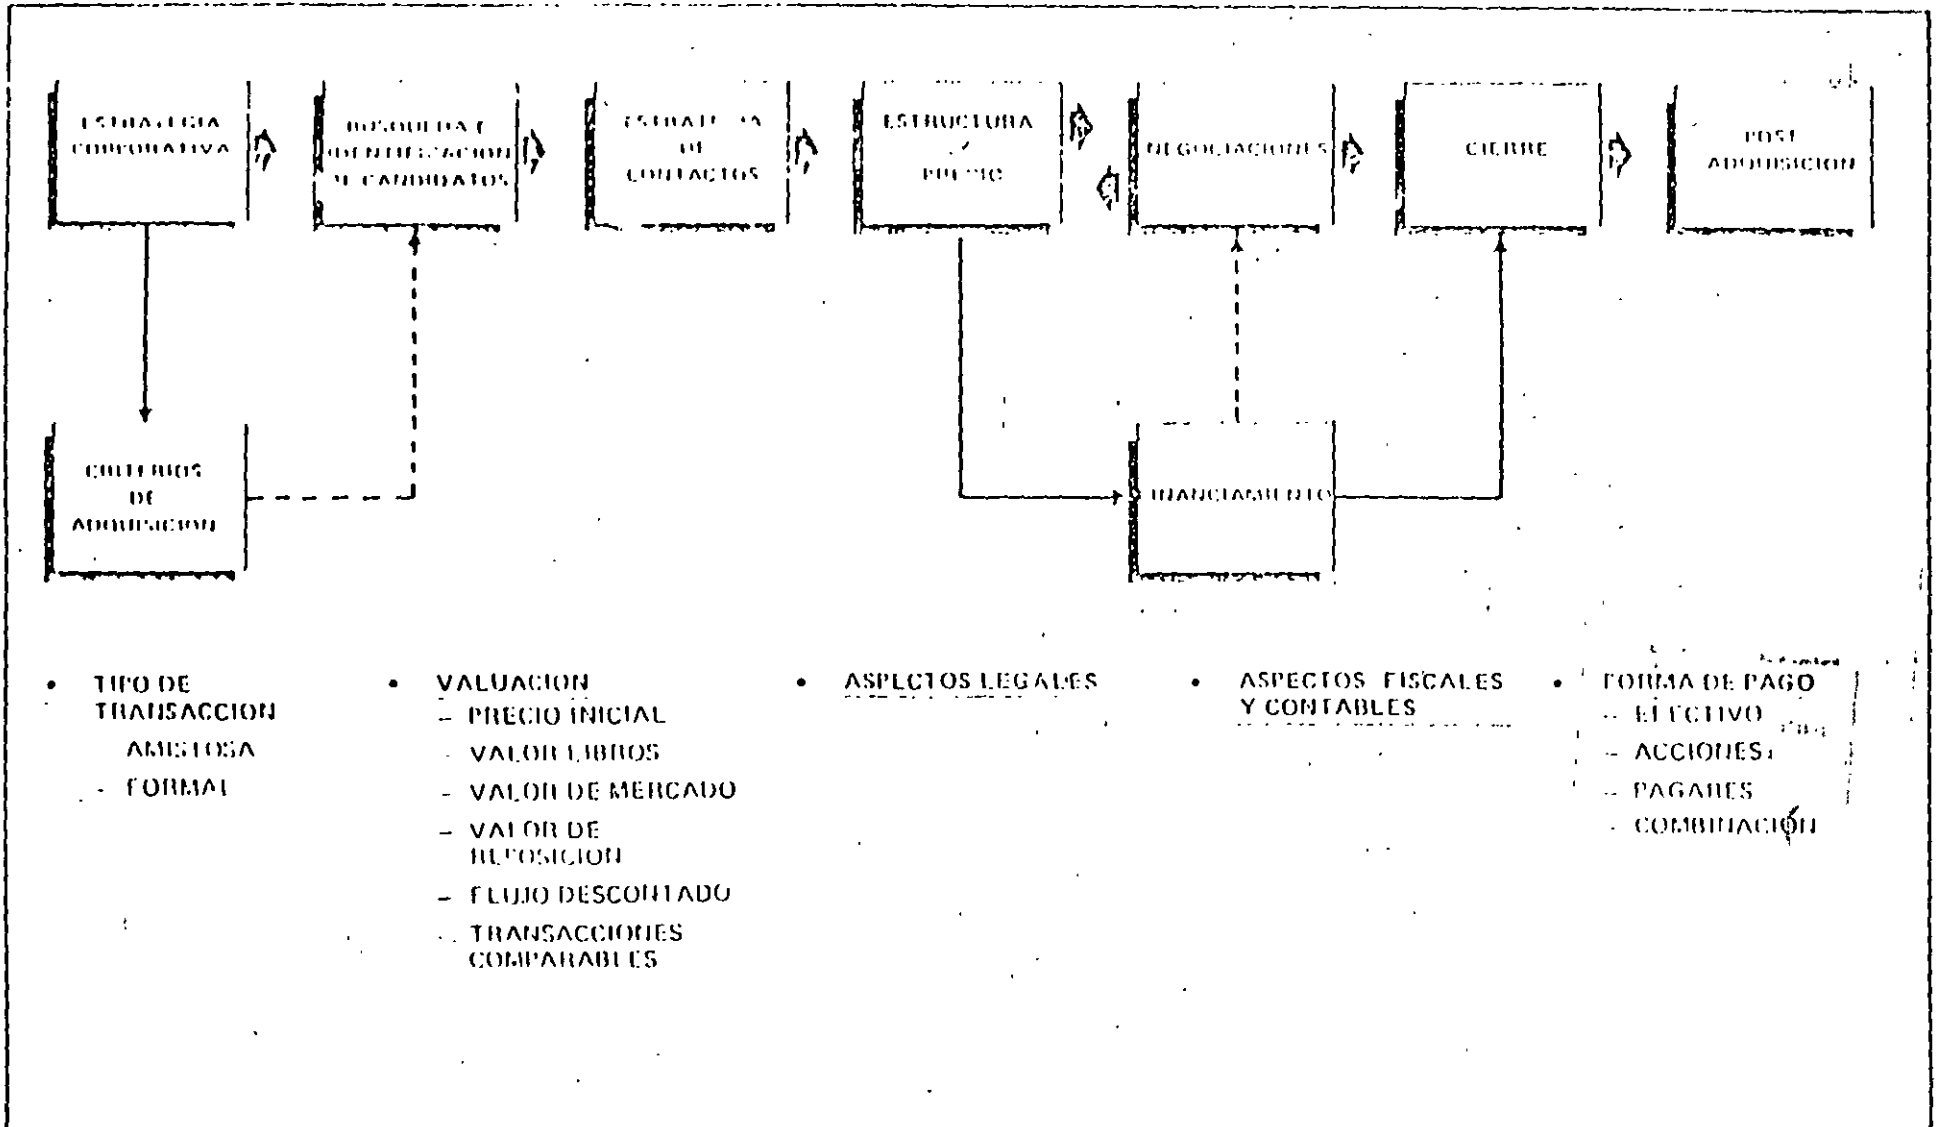 ESTRATEGIA
CORPORATIVA
BUSQUEDA E
IDENTIFICACION
DE CANDIDATOS
ESTRATEGIA
DE
CONTACTOS
ESTRUCTURA
Y
PRECIO
NEGOCIACIONES
CIERRE
POST
ADQUISICION
CRITERIOS
DE
ADQUISICION
FINANCIAMIENTO
• TIPO DE
TRANSACCION
AMISTOSA
- FORMAL
• VALUACION
- PRECIO INICIAL
- VALOR LIBROS
- VALOR DE MERCADO
- VALOR DE
REPOSICION
- FLUJO DESCONTADO
- TRANSACCIONES
COMPARABLES
• ASPECTOS LEGALES
• ASPECTOS FISCALES
Y CONTABLES
• FORMA DE PAGO
- EFECTIVO
- ACCIONES
- PAGARES
- COMBINACIÓN